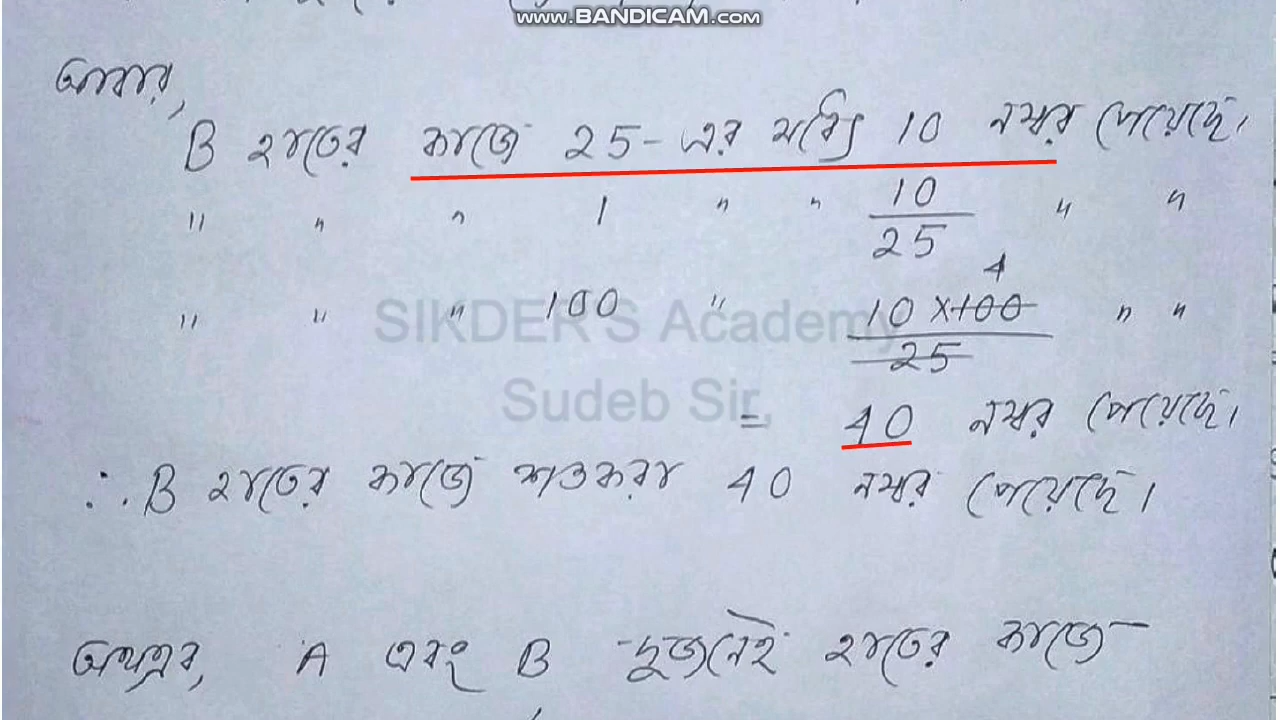 www.BANDICAM.com
আবার,
B হাতের কাজে 25-এর মধ্যে 10 নম্বর পেয়েছে।
" " " 1 " " 10/25 " "
" " " 100 " 10 x 100/25 4 " "
SIKDER'S Academy
= 40 নম্বর পেয়েছে।
Sudeb Sir,
∴ B হাতের কাজে শতকরা 40 নম্বর পেয়েছে।
অতএব, A এবং B দুজনেই হাতের কাজে